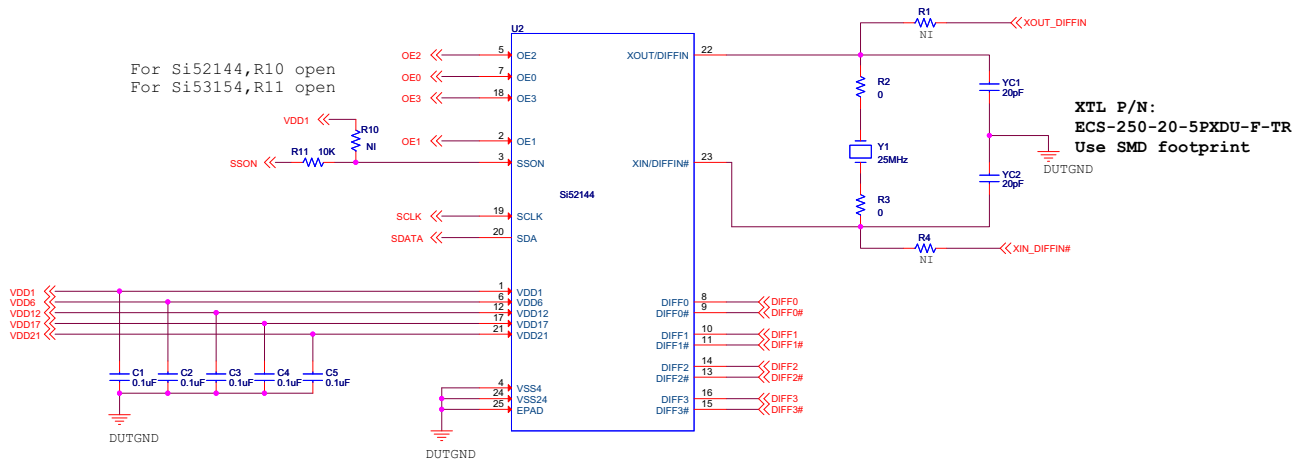 For Si52144,R10 open
For Si53154,R11 open
VDD1
R10
NI
R11 10K
SSON
OE2
OE0
OE3
OE1
SCLK
SDATA
VDD1
VDD6
VDD12
VDD17
VDD21
C1
0.1uF
C2
0.1uF
C3
0.1uF
C4
0.1uF
C5
0.1uF
DUTGND
DUTGND
U2
Si52144
5 OE2
7 OE0
18 OE3
2 OE1
3 SSON
19 SCLK
20 SDA
1 VDD1
6 VDD6
12 VDD12
17 VDD17
21 VDD21
4 VSS4
24 VSS24
25 EPAD
XOUT/DIFFIN 22
XIN/DIFFIN# 23
DIFF0 8 DIFF0
DIFF0# 9 DIFF0#
DIFF1 10 DIFF1
DIFF1# 11 DIFF1#
DIFF2 14 DIFF2
DIFF2# 13 DIFF2#
DIFF3 16 DIFF3
DIFF3# 15 DIFF3#
R1
NI
XOUT_DIFFIN
R2
0
Y1
25MHz
R3
0
R4
NI
XIN_DIFFIN#
YC1
20pF
YC2
20pF
DUTGND
XTL P/N:
ECS-250-20-5PXDU-F-TR
Use SMD footprint